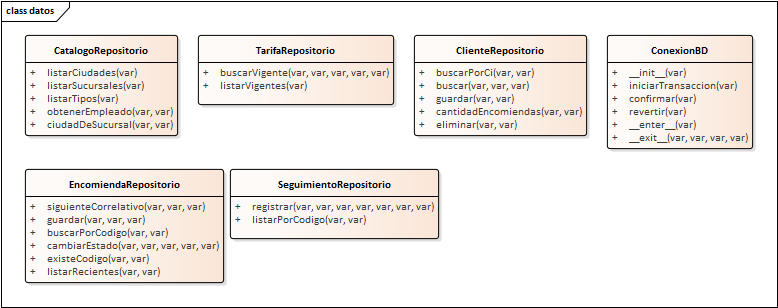 class datos
CatalogoRepositorio
+ listarCiudades(var)
+ listarSucursales(var)
+ listarTipos(var)
+ obtenerEmpleado(var, var)
+ ciudadDeSucursal(var, var)
TarifaRepositorio
+ buscarVigente(var, var, var, var, var)
+ listarVigentes(var)
ClienteRepositorio
+ buscarPorCi(var, var)
+ buscar(var, var, var)
+ guardar(var, var)
+ cantidadEncomiendas(var, var)
+ eliminar(var, var)
ConexionBD
+ __init__(var)
+ iniciarTransaccion(var)
+ confirmar(var)
+ revertir(var)
+ __enter__(var)
+ __exit__(var, var, var, var)
EncomiendaRepositorio
+ siguienteCorrelativo(var, var, var)
+ guardar(var, var, var)
+ buscarPorCodigo(var, var)
+ cambiarEstado(var, var, var, var, var)
+ existeCodigo(var, var)
+ listarRecientes(var, var)
SeguimientoRepositorio
+ registrar(var, var, var, var, var, var, var)
+ listarPorCodigo(var, var)